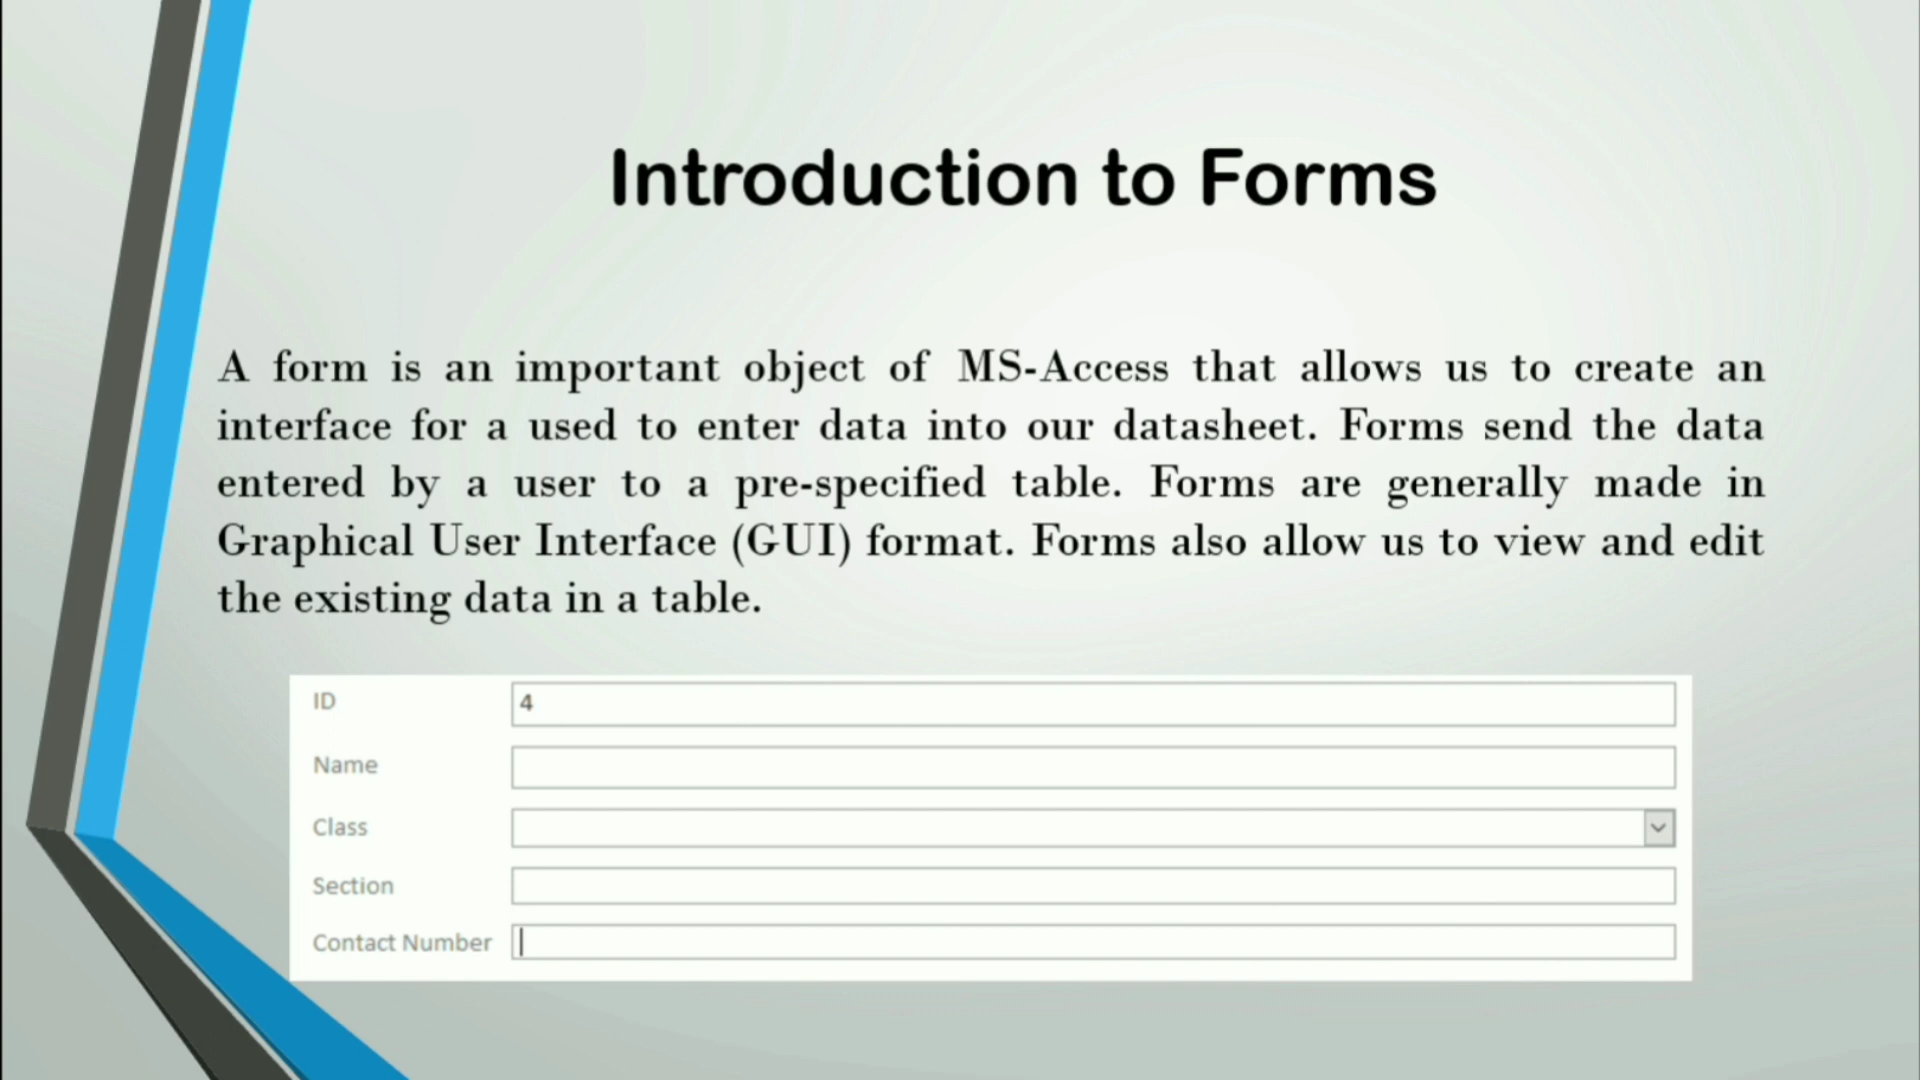 Introduction to Forms
A form is an important object of MS-Access that allows us to create an
interface for a used to enter data into our datasheet. Forms send the data
entered by a user to a pre-specified table. Forms are generally made in
Graphical User Interface (GUI) format. Forms also allow us to view and edit
the existing data in a table.
ID 4
Name
Class
Section
Contact Number